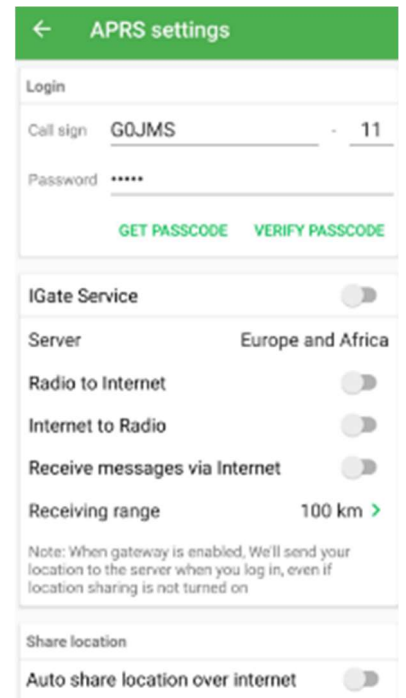 APRS settings
Login
Call sign G0JMS - 11
Password •••••
GET PASSCODE VERIFY PASSCODE
IGate Service
Server Europe and Africa
Radio to Internet
Internet to Radio
Receive messages via Internet
Receiving range 100 km >
Note: When gateway is enabled, We'll send your
location to the server when you log in, even if
location sharing is not turned on
Share location
Auto share location over internet